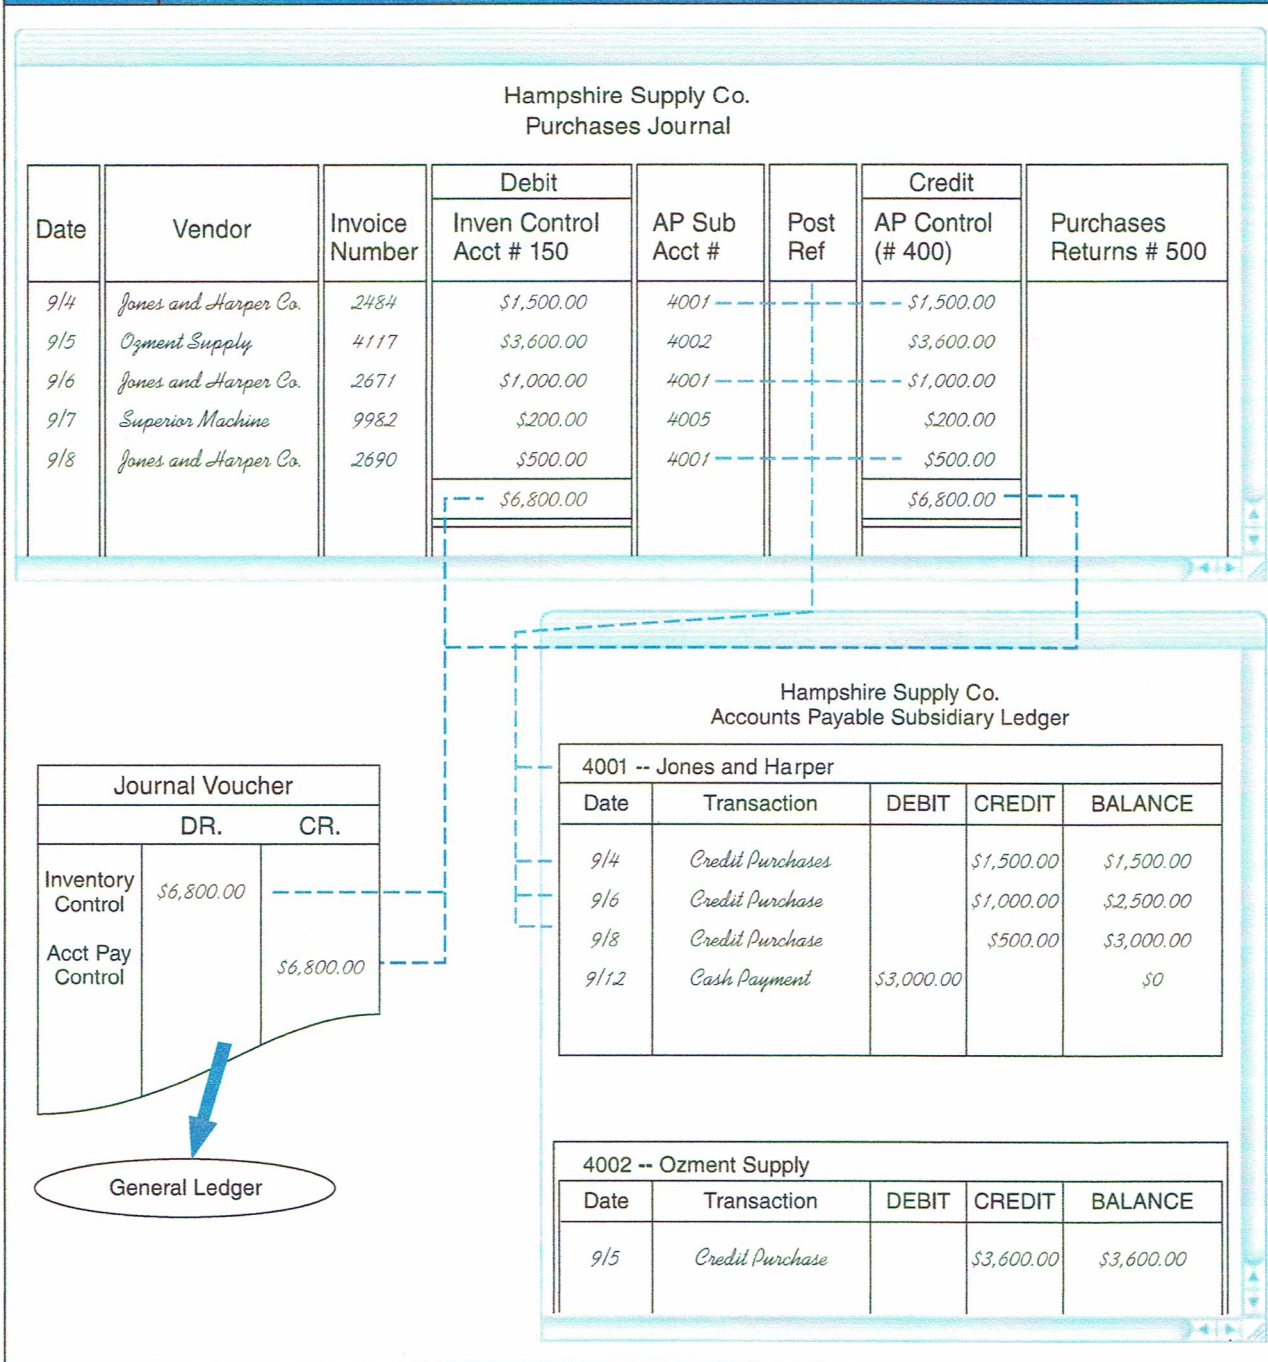 Hampshire Supply Co.
Purchases Journal
Date Vendor Invoice Number Debit Inven Control Acct # 150 AP Sub Acct # Post Ref Credit AP Control (# 400) Purchases Returns # 500
9/4 Jones and Harper Co. 2484 $1,500.00 4001 $1,500.00
9/5 Ozment Supply 4117 $3,600.00 4002 $3,600.00
9/6 Jones and Harper Co. 2671 $1,000.00 4001 $1,000.00
9/7 Superior Machine 9982 $200.00 4005 $200.00
9/8 Jones and Harper Co. 2690 $500.00 4001 $500.00
$6,800.00 $6,800.00
Hampshire Supply Co.
Accounts Payable Subsidiary Ledger
4001 -- Jones and Harper
Date Transaction DEBIT CREDIT BALANCE
9/4 Credit Purchases $1,500.00 $1,500.00
9/6 Credit Purchase $1,000.00 $2,500.00
9/8 Credit Purchase $500.00 $3,000.00
9/12 Cash Payment $3,000.00 $0
Journal Voucher
DR. CR.
Inventory Control $6,800.00
Acct Pay Control $6,800.00
General Ledger
4002 -- Ozment Supply
Date Transaction DEBIT CREDIT BALANCE
9/5 Credit Purchase $3,600.00 $3,600.00